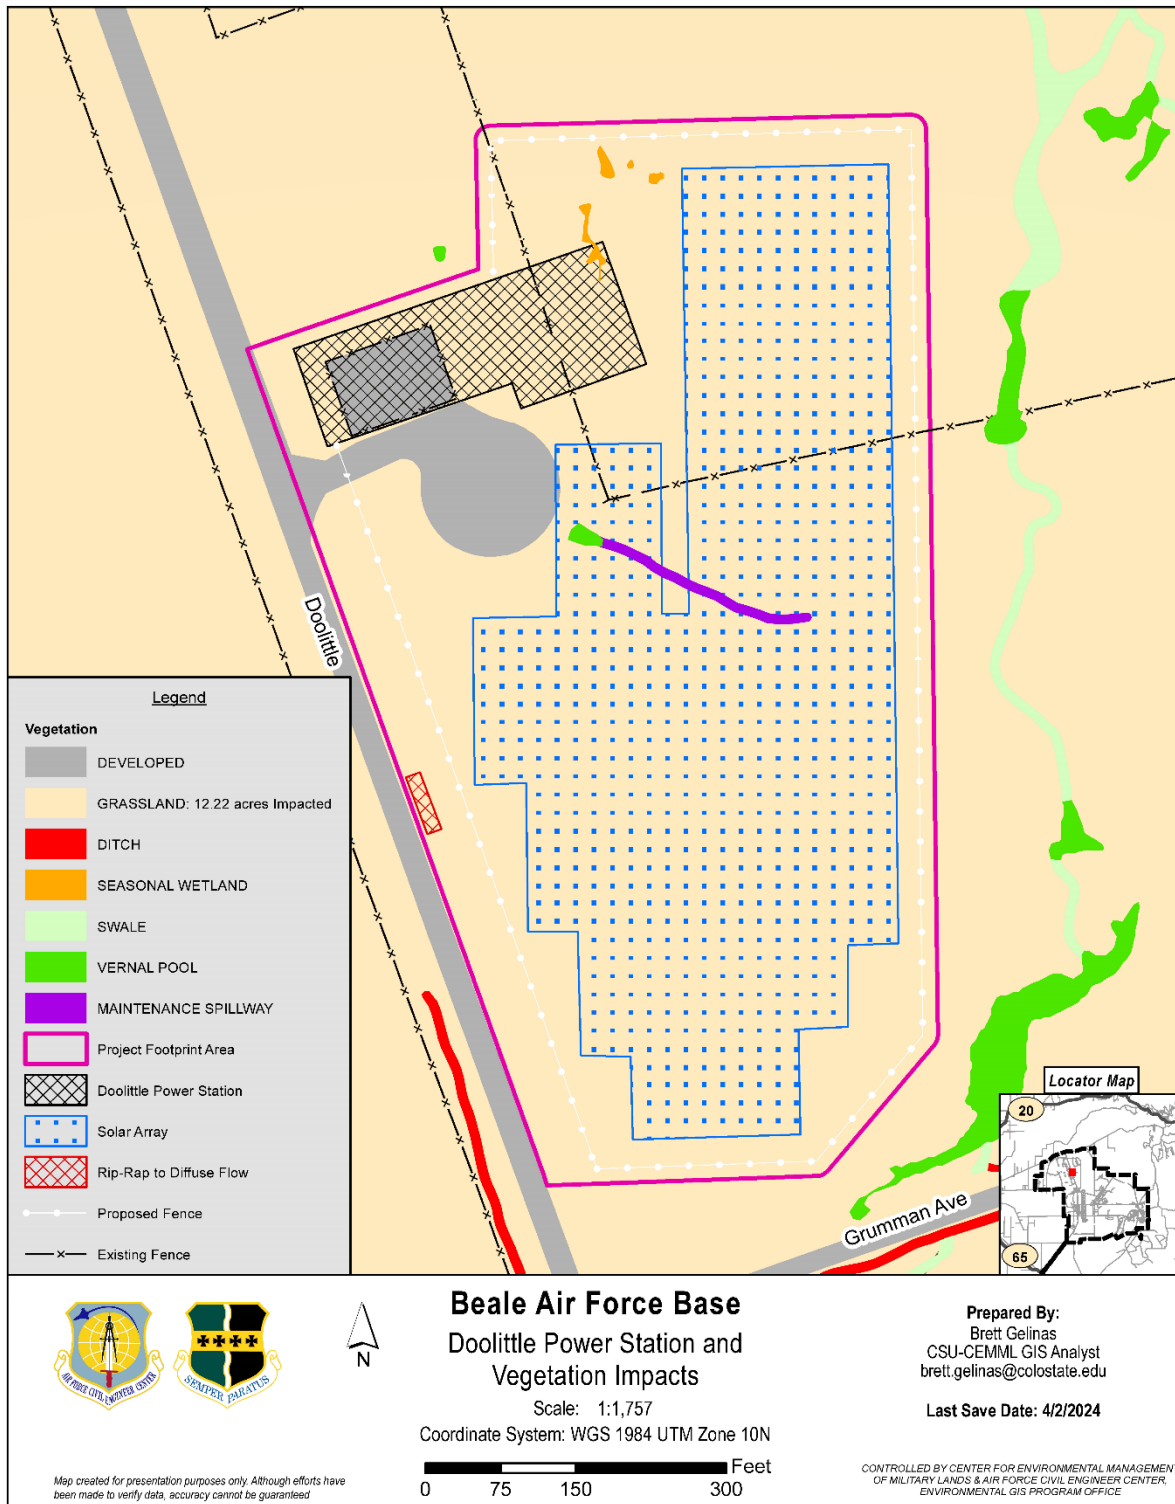 Doolittle
Grumman Ave
Legend
Vegetation
DEVELOPED
GRASSLAND: 12.22 acres Impacted
DITCH
SEASONAL WETLAND
SWALE
VERNAL POOL
MAINTENANCE SPILLWAY
Project Footprint Area
Doolittle Power Station
Solar Array
Rip-Rap to Diffuse Flow
Proposed Fence
Existing Fence
Locator Map
20
65
AIR FORCE CIVIL ENGINEER CENTER
SEMPER PARATUS
N
Beale Air Force Base
Doolittle Power Station and
Vegetation Impacts
Scale: 1:1,757
Coordinate System: WGS 1984 UTM Zone 10N
Feet
0 75 150 300
Prepared By:
Brett Gelinas
CSU-CEMML GIS Analyst
brett.gelinas@colostate.edu
Last Save Date: 4/2/2024
Map created for presentation purposes only. Although efforts have
been made to verify data, accuracy cannot be guaranteed
CONTROLLED BY CENTER FOR ENVIRONMENTAL MANAGEMENT
OF MILITARY LANDS & AIR FORCE CIVIL ENGINEER CENTER,
ENVIRONMENTAL GIS PROGRAM OFFICE